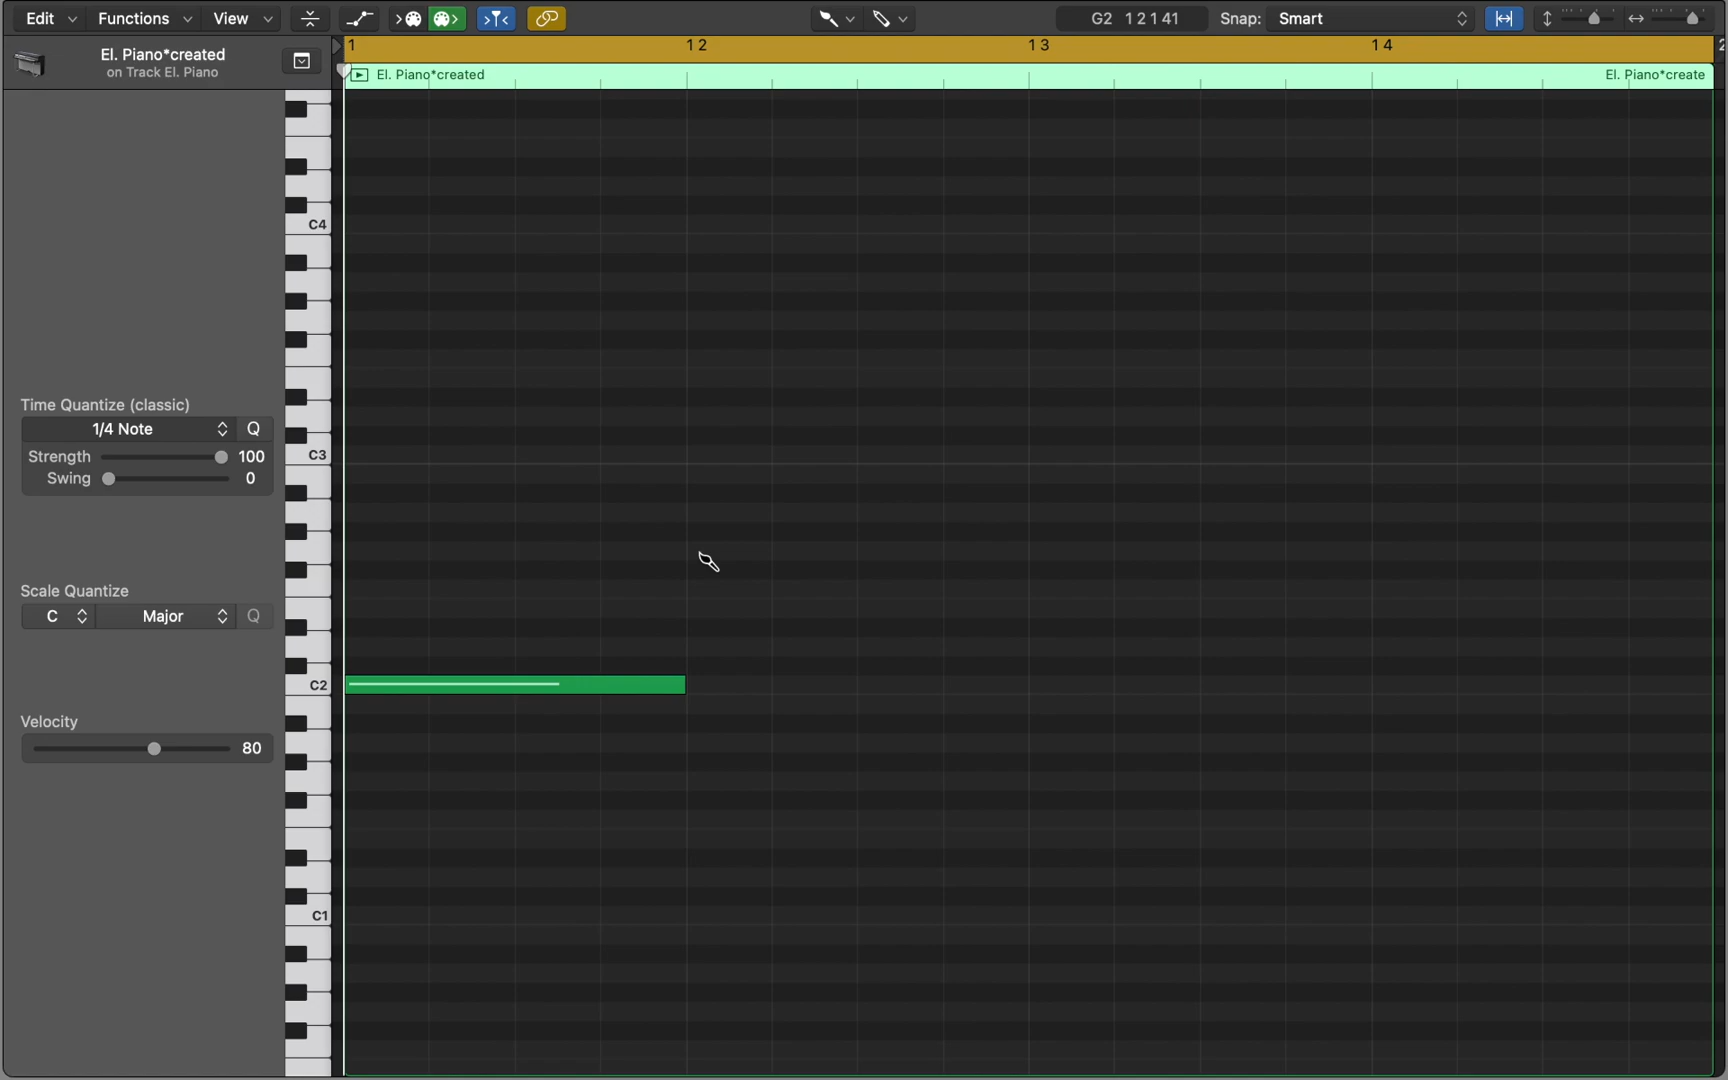 Edit Functions View G2 1 2 1 41 Snap: Smart
El. Piano*created
on Track El. Piano
1 1 2 1 3 1 4 2
El. Piano*created El. Piano*create
C4
Time Quantize (classic)
1/4 Note Q
Strength 100
Swing 0
C3
Scale Quantize
C Major Q
C2
Velocity
80
C1